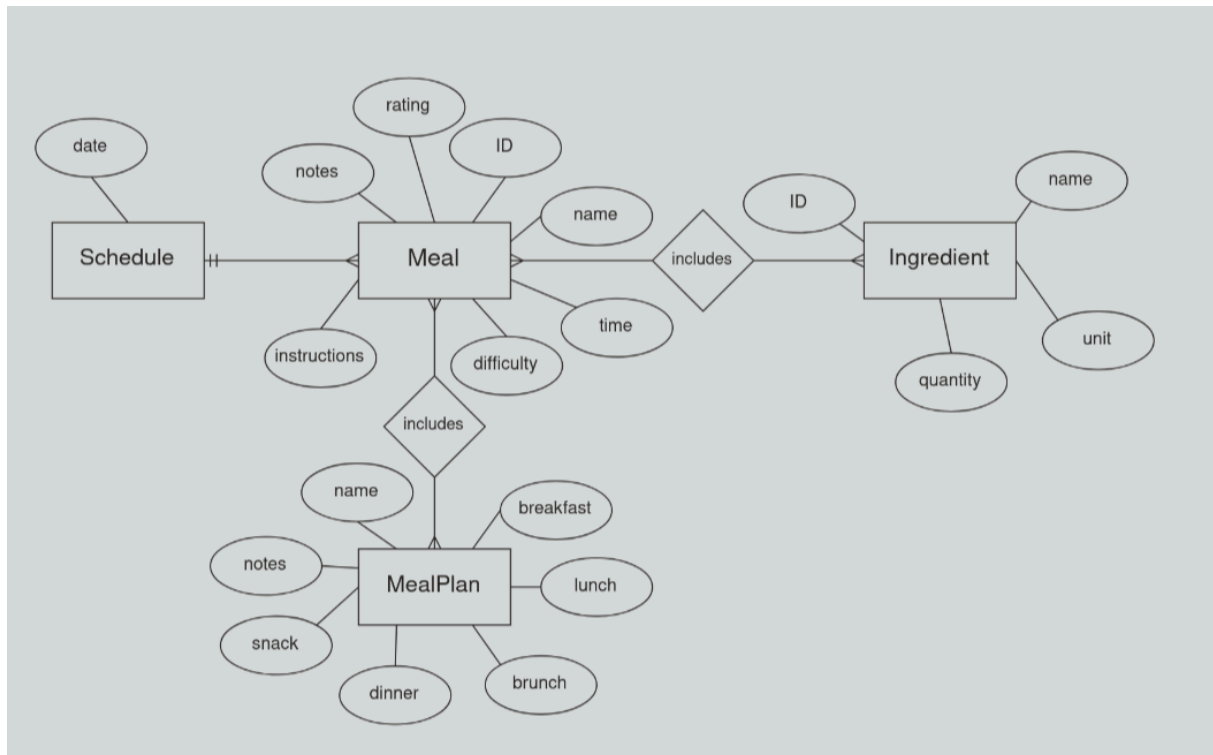 rating
date
ID
notes
name
ID
name
Schedule
Meal
includes
Ingredient
time
unit
instructions
difficulty
quantity
includes
name
breakfast
notes
MealPlan
lunch
snack
dinner
brunch